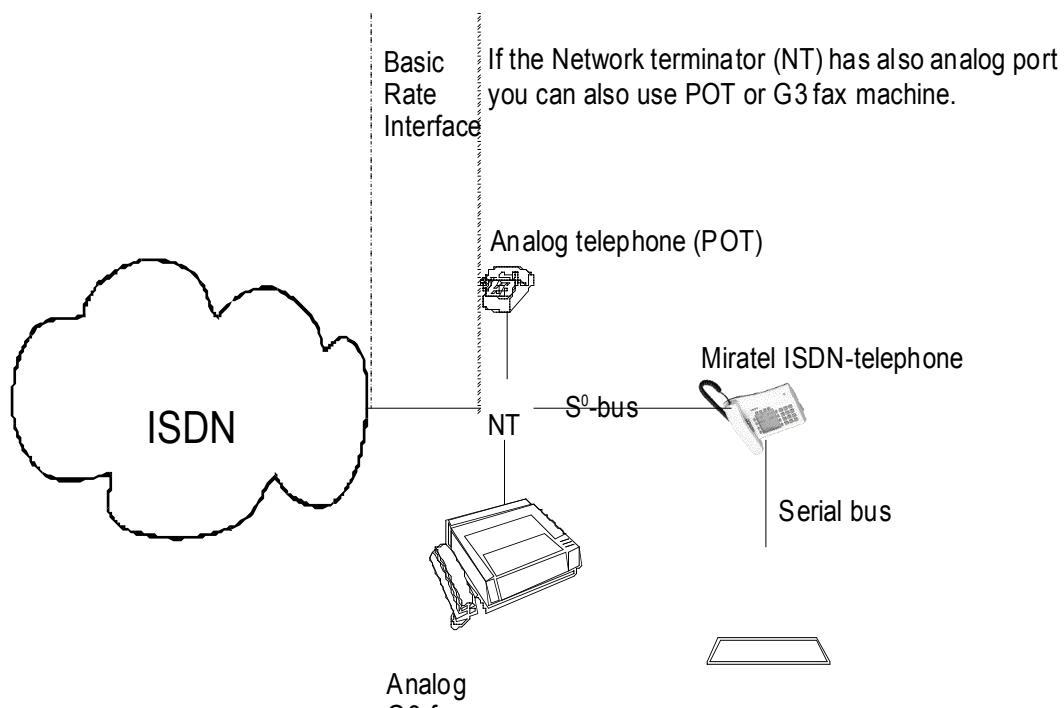 Basic
Rate
Interface
If the Network terminator (NT) has also analog port
you can also use POT or G3 fax machine.
Analog telephone (POT)
Miratel ISDN-telephone
ISDN
S⁰-bus
NT
Serial bus
Analog